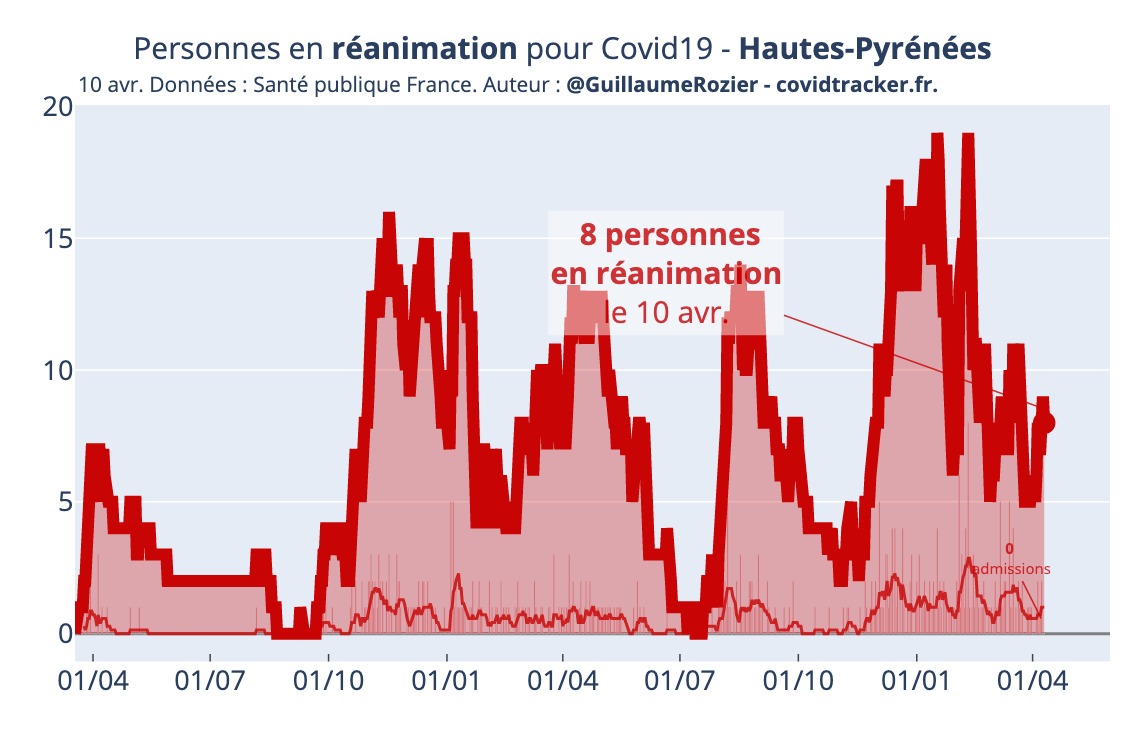 Personnes en réanimation pour Covid19 - Hautes-Pyrénées
10 avr. Données : Santé publique France. Auteur : @GuillaumeRozier - covidtracker.fr.
20
15
10
5
0
8 personnes
en réanimation
le 10 avr.
0
admissions
01/04 01/07 01/10 01/01 01/04 01/07 01/10 01/01 01/04